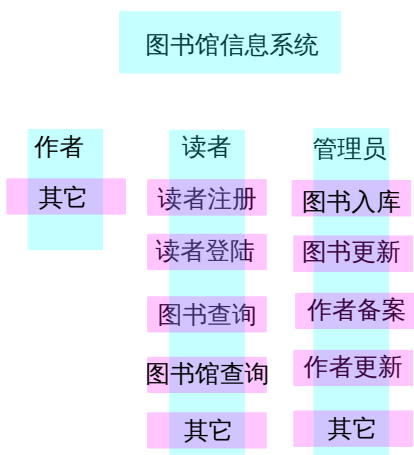 图书馆信息系统
作者
其它
读者
读者注册
读者登陆
图书查询
图书馆查询
其它
管理员
图书入库
图书更新
作者备案
作者更新
其它